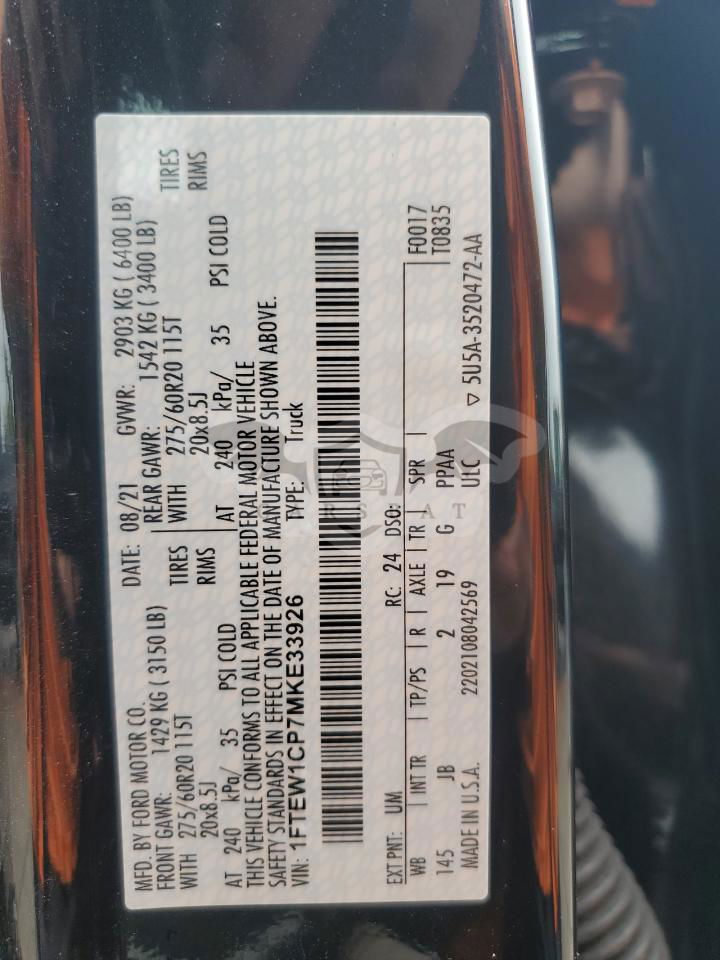 MFD. BY FORD MOTOR CO.
DATE: 08/21 GVWR: 2903 KG ( 6400 LB)
FRONT GAWR: 1429 KG ( 3150 LB) REAR GAWR: 1542 KG ( 3400 LB)
WITH 275/60R20 115T TIRES WITH 275/60R20 115T TIRES
20x8.5J RIMS 20x8.5J RIMS
AT 240 kPa/ 35 PSI COLD AT 240 kPa/ 35 PSI COLD
THIS VEHICLE CONFORMS TO ALL APPLICABLE FEDERAL MOTOR VEHICLE
SAFETY STANDARDS IN EFFECT ON THE DATE OF MANUFACTURE SHOWN ABOVE.
VIN: 1FTEW1CP7MKE33926 TYPE: Truck
EXT PNT: UM RC: 24 DSO: F0017
WB | INT TR | TP/PS | R | AXLE | TR | SPR T0835
145 JB 2 19 G PPAA
MADE IN U.S.A. 2202108042569 ULC ▽ 5U5A-3520472-AA